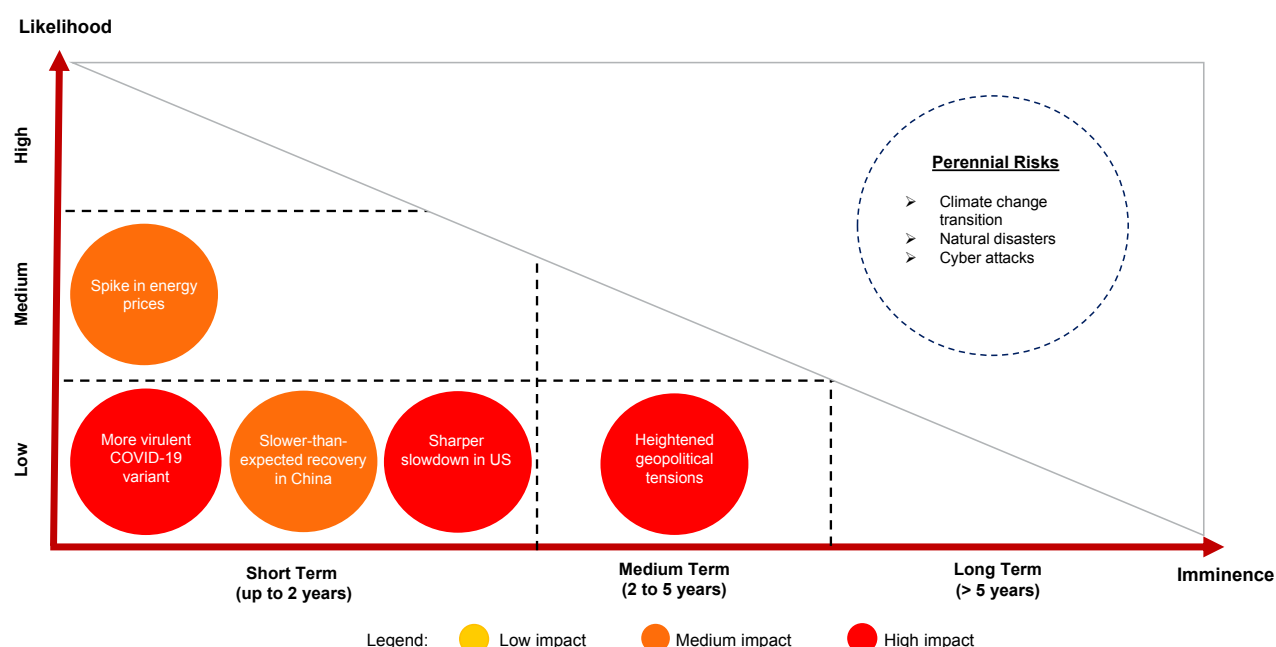 Likelihood
High
Medium
Low
Perennial Risks
➢ Climate change
transition
➢ Natural disasters
➢ Cyber attacks
Spike in energy
prices
More virulent
COVID-19
variant
Slower-than-
expected recovery
in China
Sharper
slowdown in US
Heightened
geopolitical
tensions
Short Term
(up to 2 years)
Medium Term
(2 to 5 years)
Long Term
(> 5 years)
Imminence
Legend: Low impact Medium impact High impact